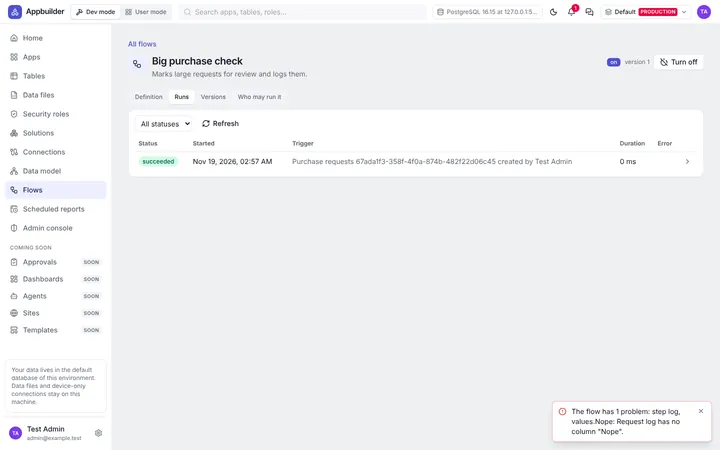 Appbuilder
Dev mode
User mode
Search apps, tables, roles...
PostgreSQL 16.15 at 127.0.0.1:5...
1
Default PRODUCTION
TA
Home
Apps
Tables
Data files
Security roles
Solutions
Connections
Data model
Flows
Scheduled reports
Admin console
COMING SOON
Approvals SOON
Dashboards SOON
Agents SOON
Sites SOON
Templates SOON
Your data lives in the default
database of this environment.
Data files and device-only
connections stay on this
machine.
TA
Test Admin
admin@example.test
All flows
Big purchase check
Marks large requests for review and logs them.
on version 1 Turn off
Definition Runs Versions Who may run it
All statuses Refresh
Status Started Trigger Duration Error
succeeded Nov 19, 2026, 02:57 AM Purchase requests 67ada1f3-358f-4f0a-874b-482f22d06c45 created by Test Admin 0 ms
The flow has 1 problem: step log,
values.Nope: Request log has no
column "Nope".